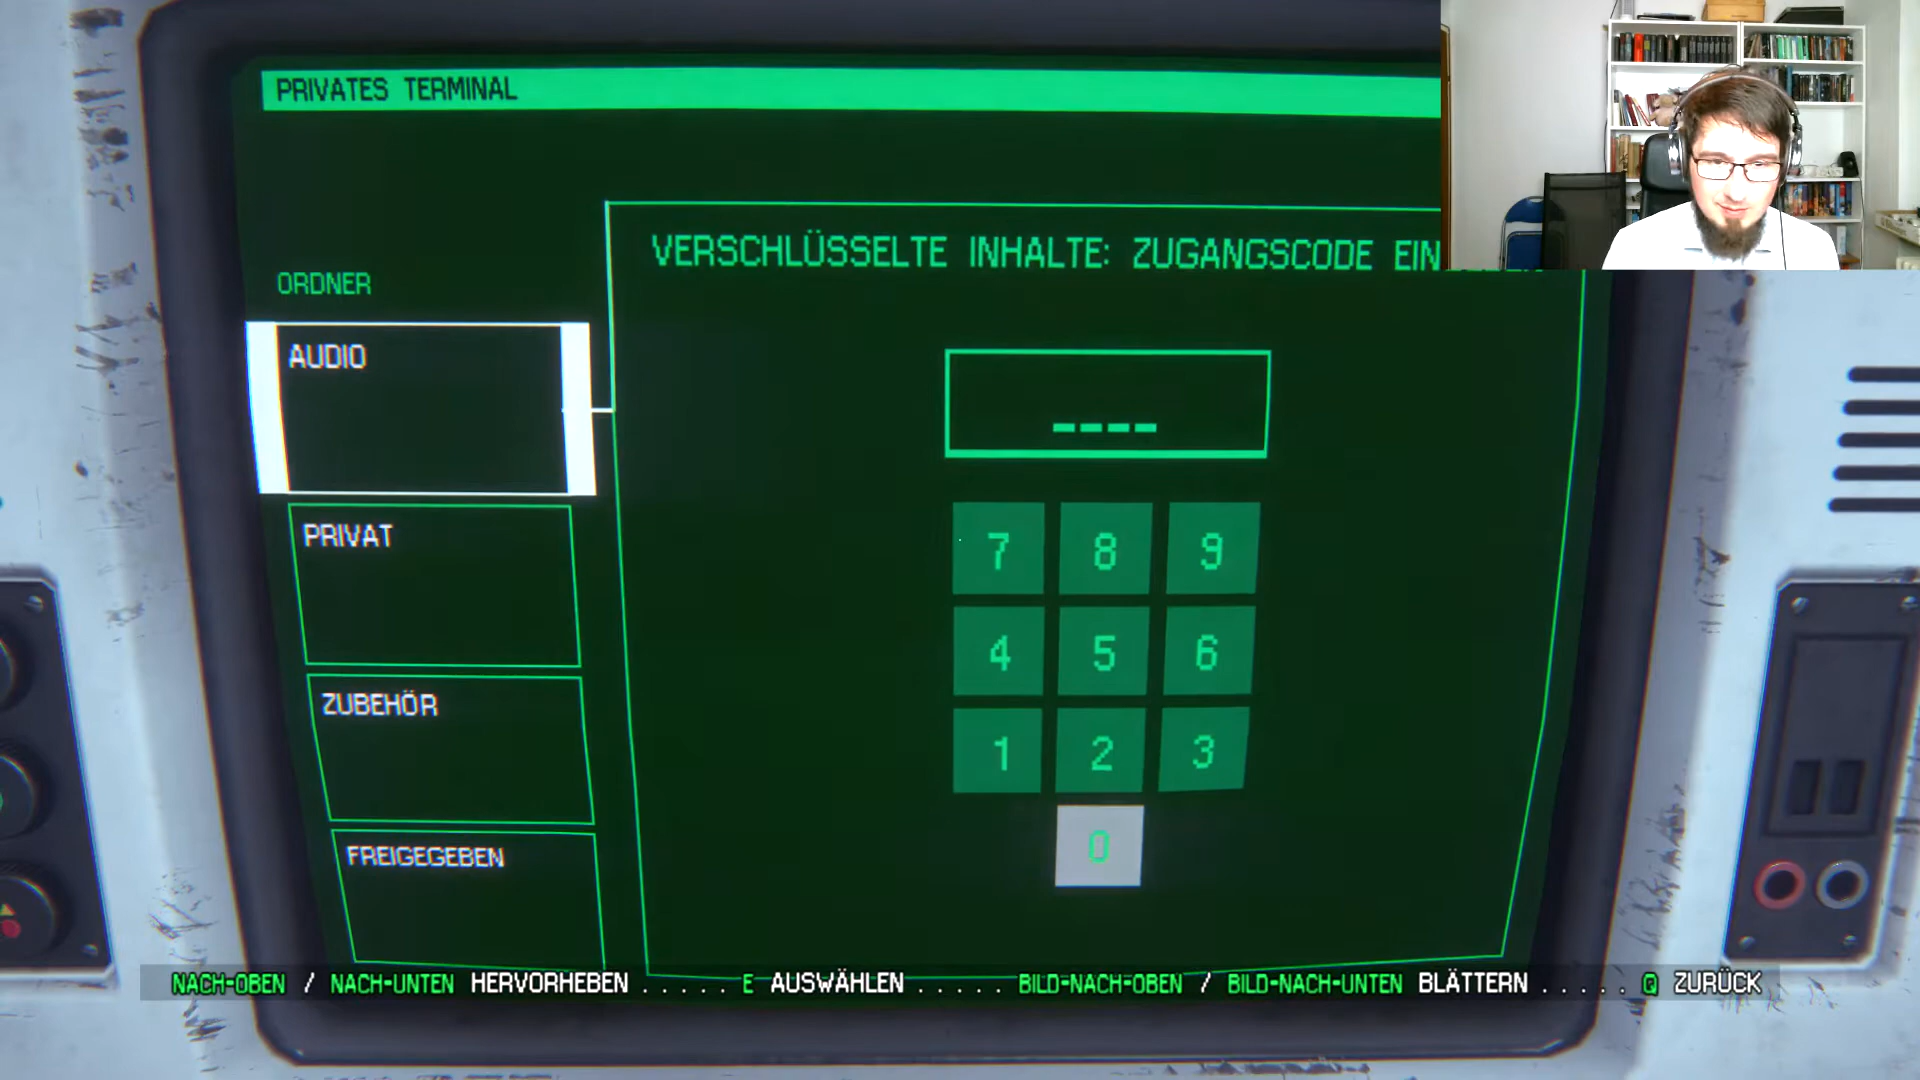 PRIVATES TERMINAL
ORDNER
AUDIO
PRIVAT
ZUBEHÖR
FREIGEGEBEN
VERSCHLÜSSELTE INHALTE: ZUGANGSCODE
7 8 9
4 5 6
1 2 3
0
NACH-OBEN / NACH-UNTEN HERVORHEBEN ..... E AUSWÄHLEN ..... BILD-NACH-OBEN / BILD-NACH-UNTEN BLÄTTERN ..... Q ZURÜCK